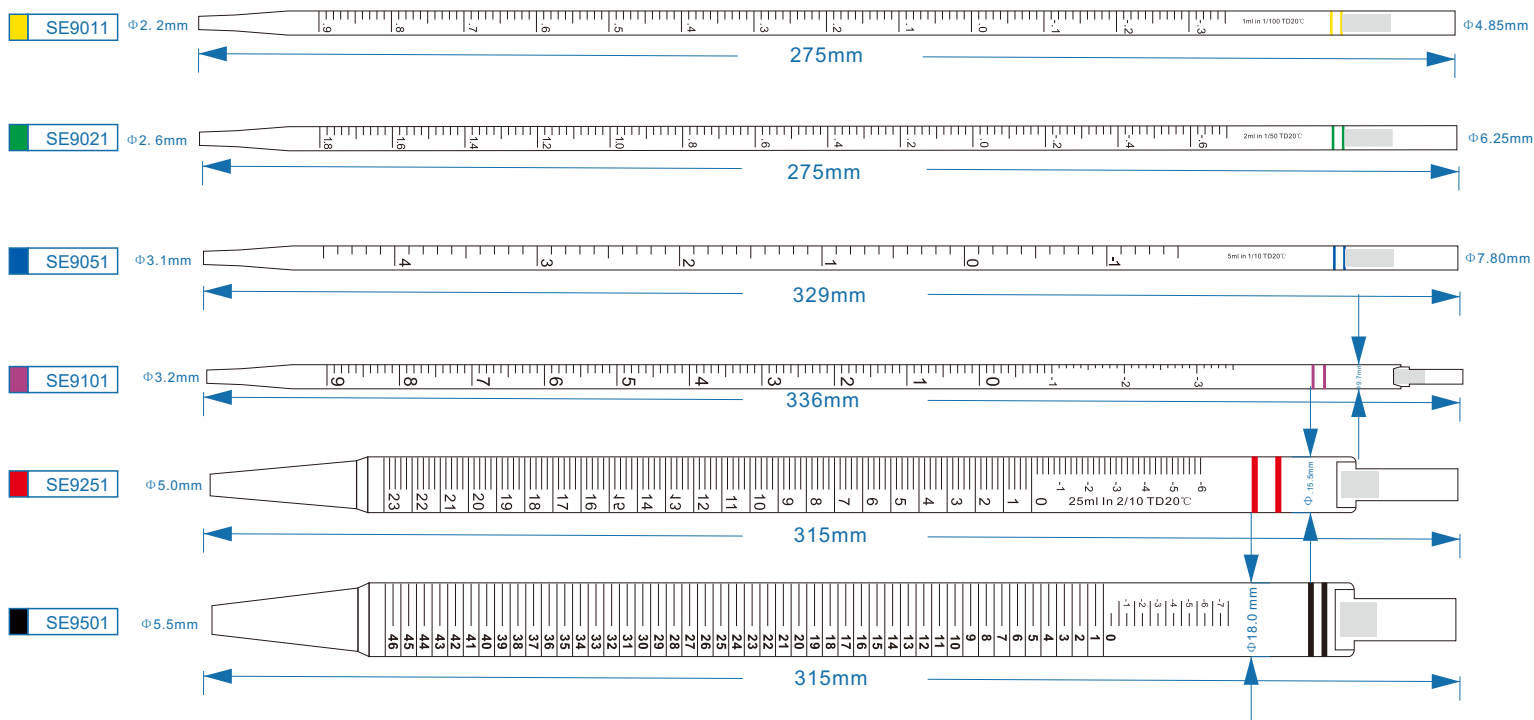 SE9011 Φ2.2mm .9 .8 .7 .6 .5 .4 .3 .2 .1 .0 -.1 -.2 -.3 1ml in 1/100 TD20℃ Φ4.85mm
275mm
SE9021 Φ2.6mm 1.8 1.6 1.4 1.2 1.0 .8 .6 .4 .2 .0 -.2 -.4 -.6 2ml in 1/50 TD20℃ Φ6.25mm
275mm
SE9051 Φ3.1mm 4 3 2 1 0 -1 5ml in 1/10 TD20℃ Φ7.80mm
329mm
SE9101 Φ3.2mm 9 8 7 6 5 4 3 2 1 0 -1 -2 -3
336mm
SE9251 Φ5.0mm 23 22 21 20 19 18 17 16 15 14 13 12 11 10 9 8 7 6 5 4 3 2 1 0 -1 -2 -3 -4 -5 -6 25ml In 2/10 TD20℃ Φ 15.5mm
315mm
SE9501 Φ5.5mm 46 45 44 43 42 41 40 39 38 37 36 35 34 33 32 31 30 29 28 27 26 25 24 23 22 21 20 19 18 17 16 15 14 13 12 11 10 9 8 7 6 5 4 3 2 1 0 -1 -2 -3 -4 -5 -6 -7 Φ18.0 mm
315mm